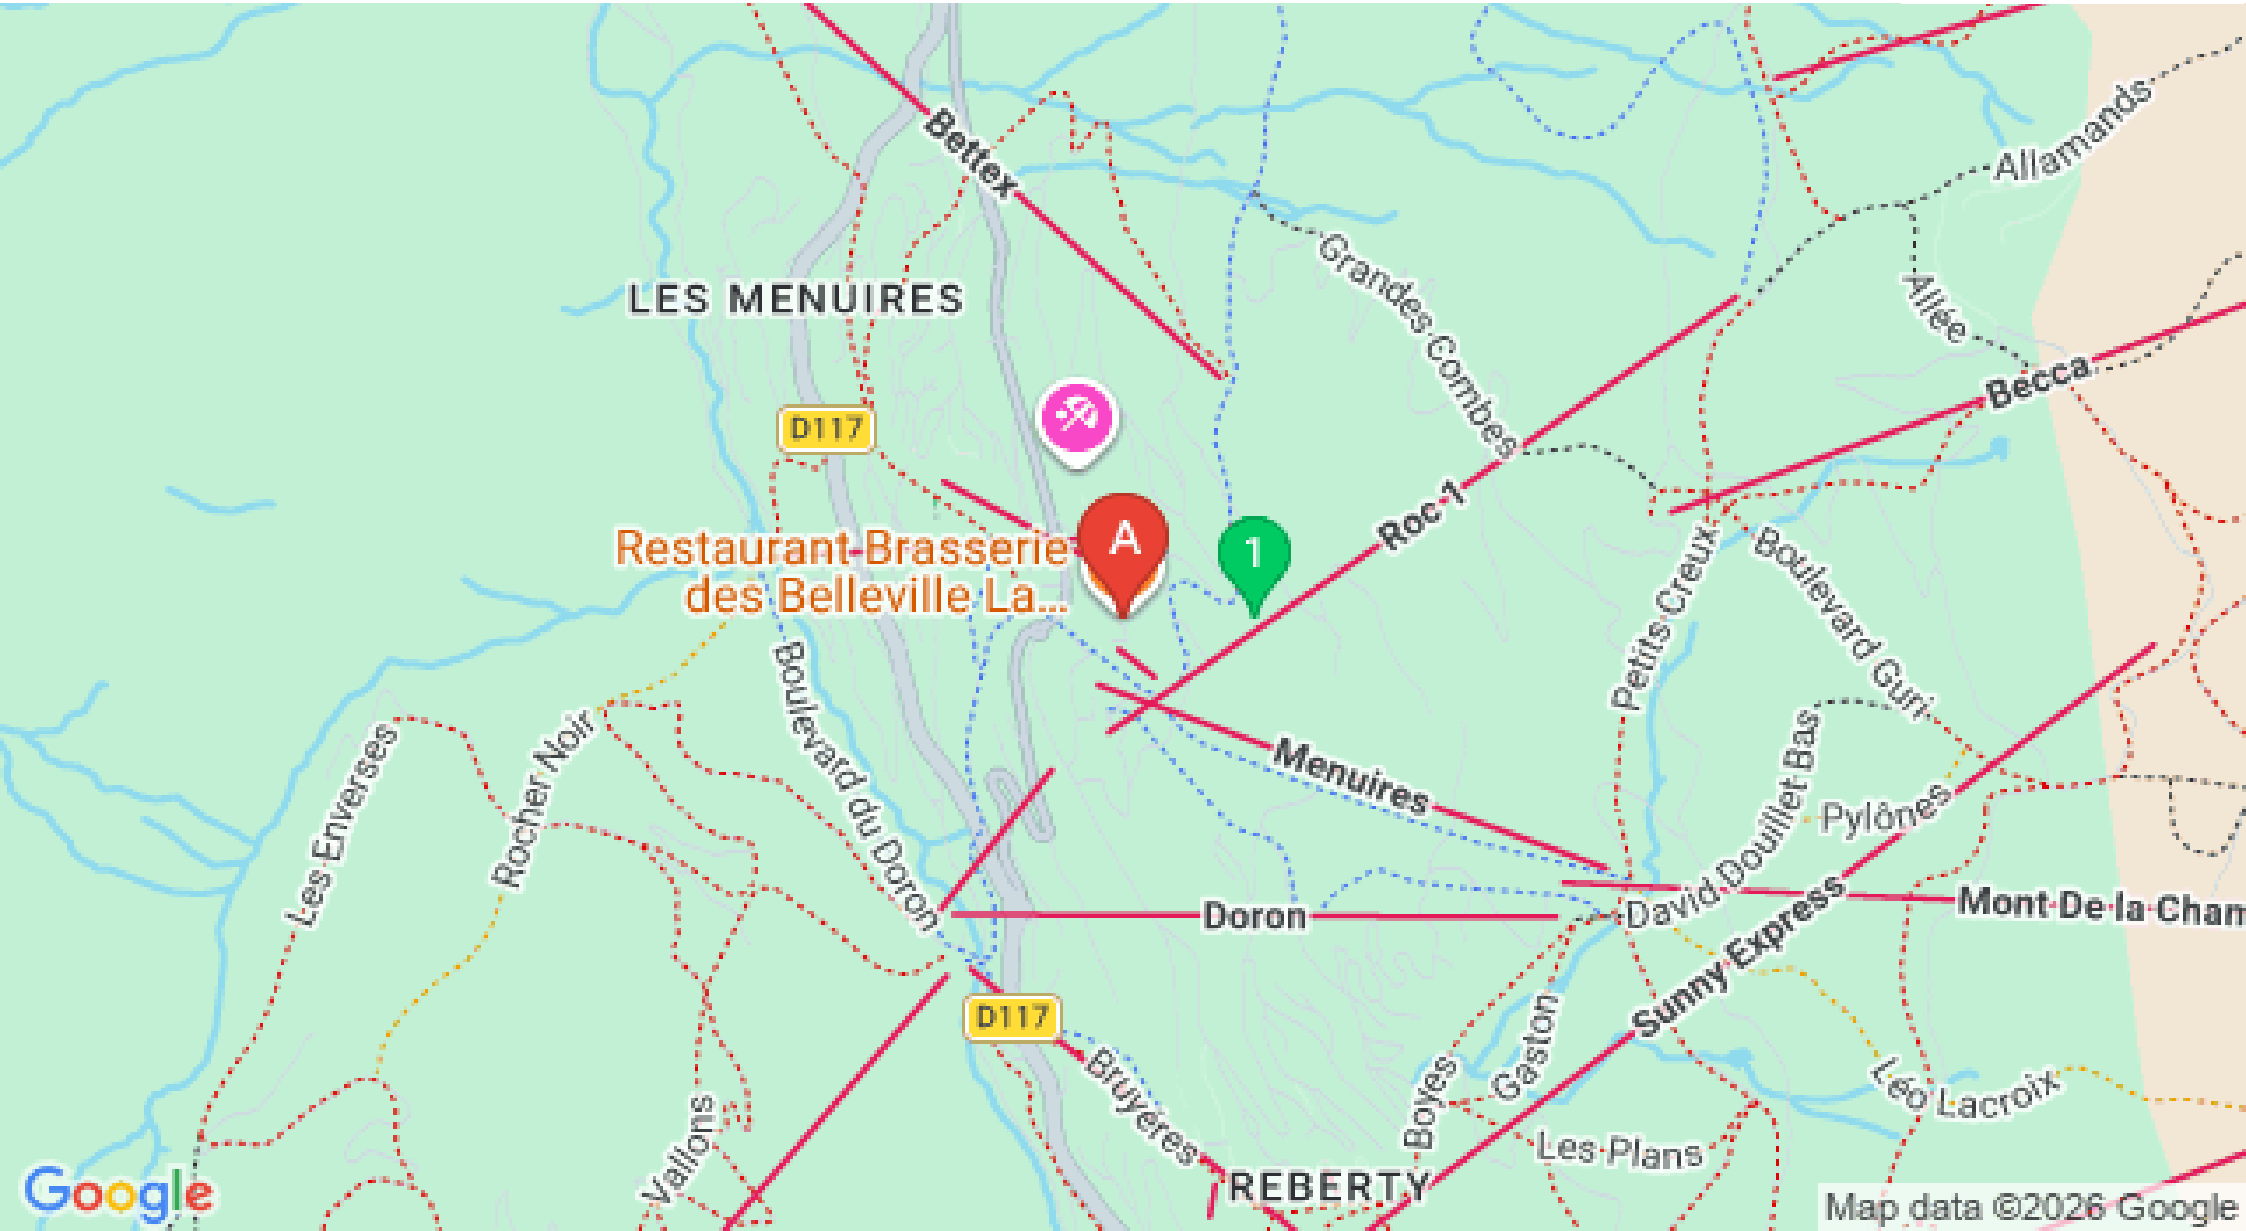 Bettex
Allamands
Grandes Combes
Allée
LES MENUIRES
Becca
D117
Roc 1
A
1
Restaurant Brasserie
des Belleville La...
Petits Creux
Boulevard Guri
Boulevard du Doron
Les Enverses
Rocher Noir
Menuires
David Douillet Bas
Pylônes
Doron
Mont De la Cham
Sunny Express
D117
Bruyères
Gaston
Boyes
Léo Lacroix
Les Plans
Vallons
REBERTY
Google
Map data ©2026 Google